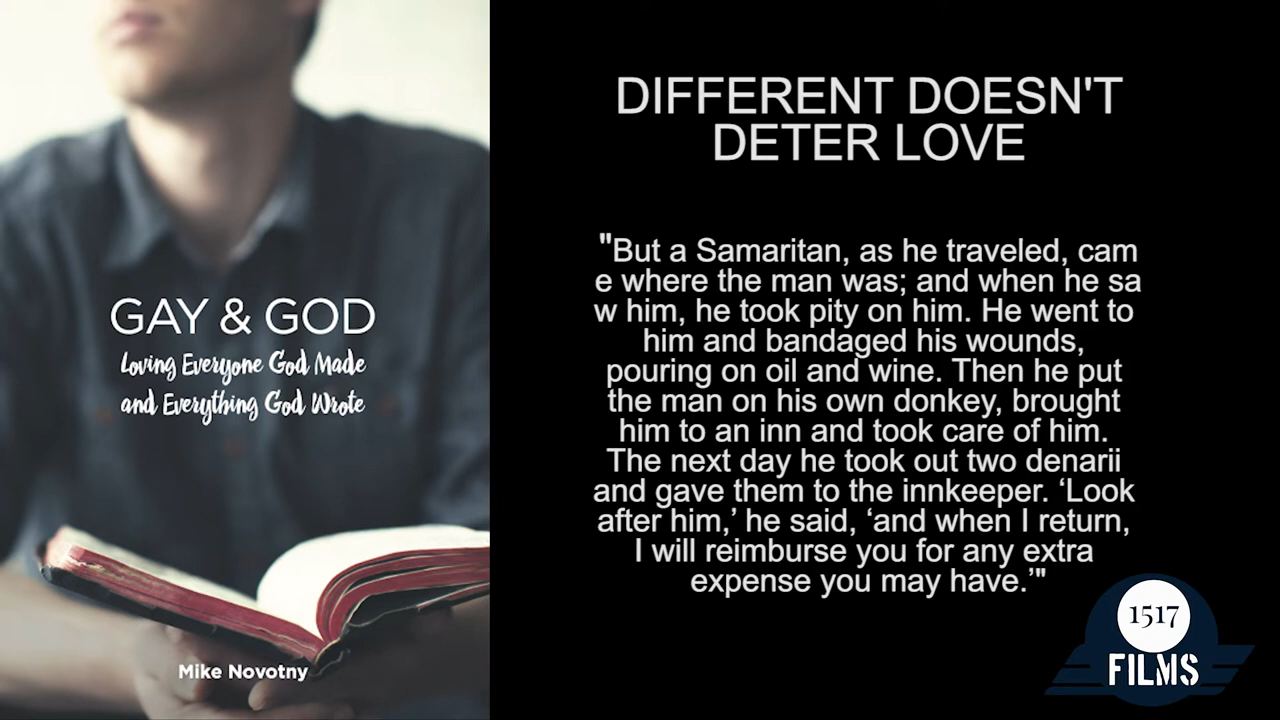 GAY & GOD
Loving Everyone God Made
and Everything God Wrote
Mike Novotny
DIFFERENT DOESN'T
DETER LOVE
"But a Samaritan, as he traveled, cam
e where the man was; and when he sa
w him, he took pity on him. He went to
him and bandaged his wounds,
pouring on oil and wine. Then he put
the man on his own donkey, brought
him to an inn and took care of him.
The next day he took out two denarii
and gave them to the innkeeper. ‘Look
after him,’ he said, ‘and when I return,
I will reimburse you for any extra
expense you may have.’"
1517
FILMS